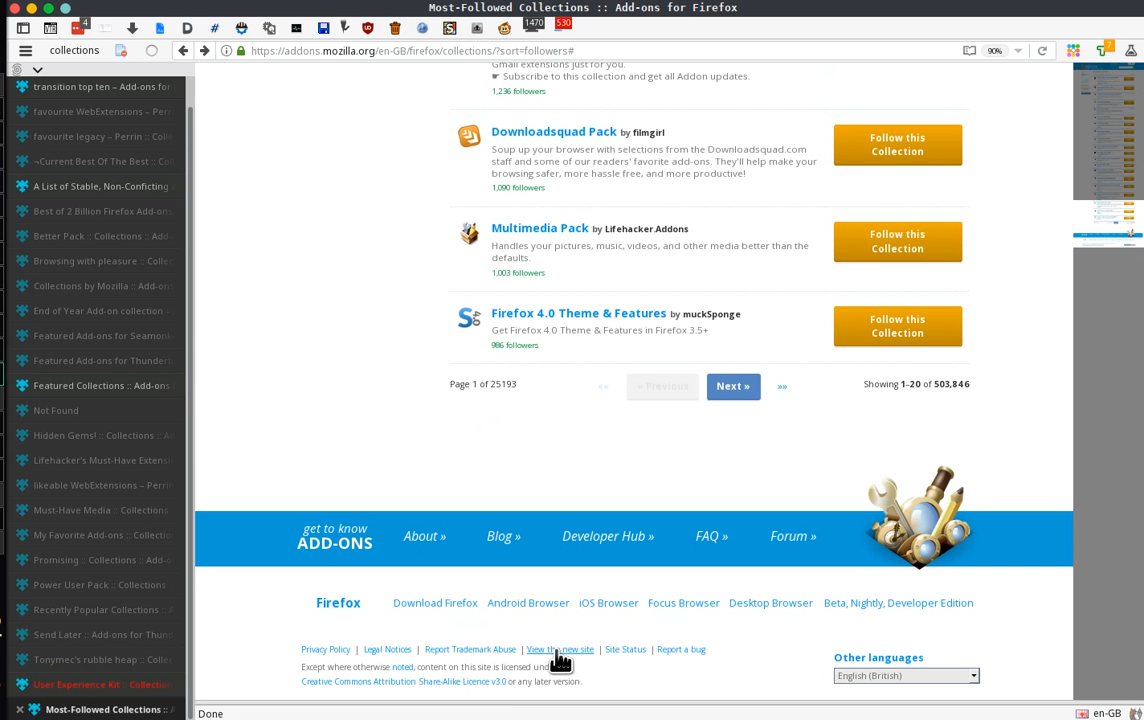 Most-Followed Collections :: Add-ons for Firefox
4
1470
530
collections
https://addons.mozilla.org/en-GB/firefox/collections/?sort=followers#
90%
7
transition top ten – Add-ons for
favourite WebExtensions – Perri
favourite legacy – Perrin :: Colle
~Current Best Of The Best :: Col
A List of Stable, Non-Conficting
Best of 2 Billion Firefox Add-ons
Better Pack :: Collections :: Add-
Browsing with pleasure :: Collec
Collections by Mozilla :: Add-on
End of Year Add-on collection
Featured Add-ons for Seamonk
Featured Add-ons for Thunder
Featured Collections :: Add-ons
Not Found
Hidden Gems! :: Collections :: Ad
Lifehacker's Must-Have Extensi
likeable WebExtensions – Perrin
Must-Have Media :: Collections
My Favorite Add-ons :: Collectio
Promising :: Collections :: Add-o
Power User Pack :: Collections
Recently Popular Collections ::
Send Later :: Add-ons for Thund
Tonymec's rubble heap :: Collec
User Experience Kit :: Collection
Most-Followed Collections ::
Gmail extensions just for you.
☛ Subscribe to this collection and get all Addon updates.
1,236 followers
Downloadsquad Pack by filmgirl
Soup up your browser with selections from the Downloadsquad.com
staff and some of our readers' favorite add-ons. They'll help make your
browsing safer, more hassle free, and more productive!
1,090 followers
Follow this
Collection
Multimedia Pack by Lifehacker.Addons
Handles your pictures, music, videos, and other media better than the
defaults.
1,003 followers
Follow this
Collection
Firefox 4.0 Theme & Features by muckSponge
Get Firefox 4.0 Theme & Features in Firefox 3.5+
986 followers
Follow this
Collection
Page 1 of 25193
«« « Previous Next » »»
Showing 1–20 of 503,846
get to know
ADD-ONS
About » Blog » Developer Hub » FAQ » Forum »
Firefox Download Firefox Android Browser iOS Browser Focus Browser Desktop Browser Beta, Nightly, Developer Edition
Privacy Policy | Legal Notices | Report Trademark Abuse | View the new site | Site Status | Report a bug
Except where otherwise noted, content on this site is licensed
Creative Commons Attribution Share-Alike Licence v3.0 or any later version.
Other languages
English (British)
Done
en-GB